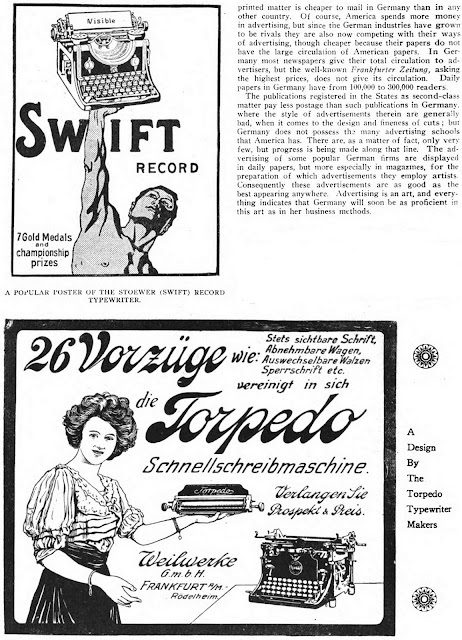 Visible
SWIFT
RECORD
7 Gold Medals
and
championship
prizes
A POPULAR POSTER OF THE STOEWER (SWIFT) RECORD
TYPEWRITER.
printed matter is cheaper to mail in Germany than in any
other country. Of course, America spends more money
in advertising, but since the German industries have grown
to be rivals they are also now competing with their ways
of advertising, though cheaper because their papers do not
have the large circulation of American papers. In Ger-
many most newspapers give their total circulation to ad-
vertisers, but the well-known Frankfurter Zeitung, asking
the highest prices, does not give its circulation. Daily
papers in Germany have from 100,000 to 300,000 readers.
The publications registered in the States as second-class
matter pay less postage than such publications in Germany,
where the style of advertisements therein are generally
bad, when it comes to the design and fineness of cuts; but
Germany does not possess the many advertising schools
that America has. There are, as a matter of fact, only very
few, but progress is being made along that line. The ad-
vertising of some popular German firms are displayed
in daily papers, but more especially in magazines, for the
preparation of which advertisements they employ artists.
Consequently these advertisements are as good as the
best appearing anywhere. Advertising is an art, and every-
thing indicates that Germany will soon be as proficient in
this art as in her business methods.
26 Vorzüge wie:
Stets sichtbare Schrift,
Abnehmbare Wagen,
Auswechselbare Walzen
Sperrschrift etc.
vereinigt in sich
die Torpedo
Schnellschreibmaschine.
Torpedo
Verlangen Sie
Prospekt & Preis.
Weilwerke
G.m.b.H.
FRANKFURT a/M-
Rödelheim.
A
Design
By
The
Torpedo
Typewriter
Makers